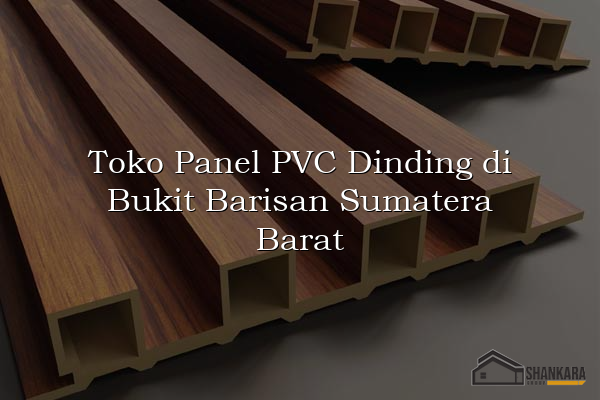 Toko Panel PVC Dinding di
Bukit Barisan Sumatera
Barat
SHANKARA